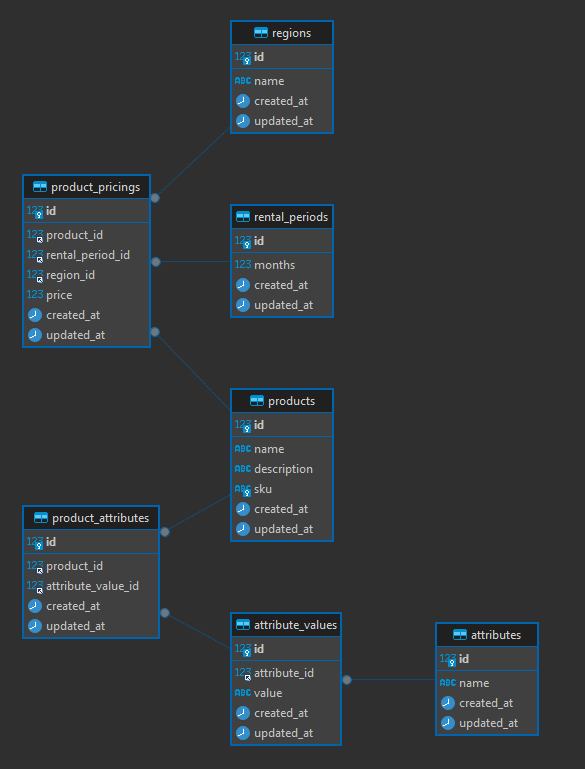 regions
123 id
ABC name
created_at
updated_at
product_pricings
123 id
123 product_id
123 rental_period_id
123 region_id
123 price
created_at
updated_at
rental_periods
123 id
123 months
created_at
updated_at
products
123 id
ABC name
ABC description
ABC sku
created_at
updated_at
product_attributes
123 id
123 product_id
123 attribute_value_id
created_at
updated_at
attribute_values
123 id
123 attribute_id
ABC value
created_at
updated_at
attributes
123 id
ABC name
created_at
updated_at